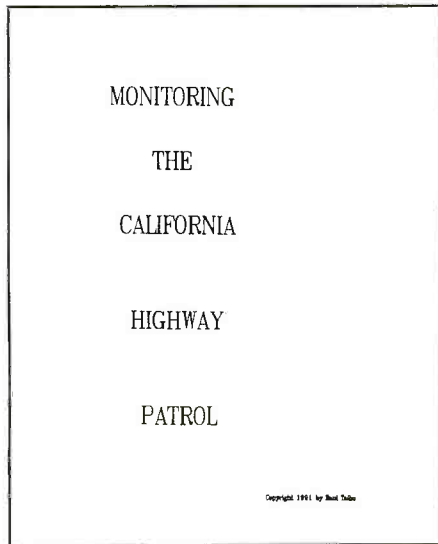 MONITORING
THE
CALIFORNIA
HIGHWAY
PATROL
Copyright 1991 by